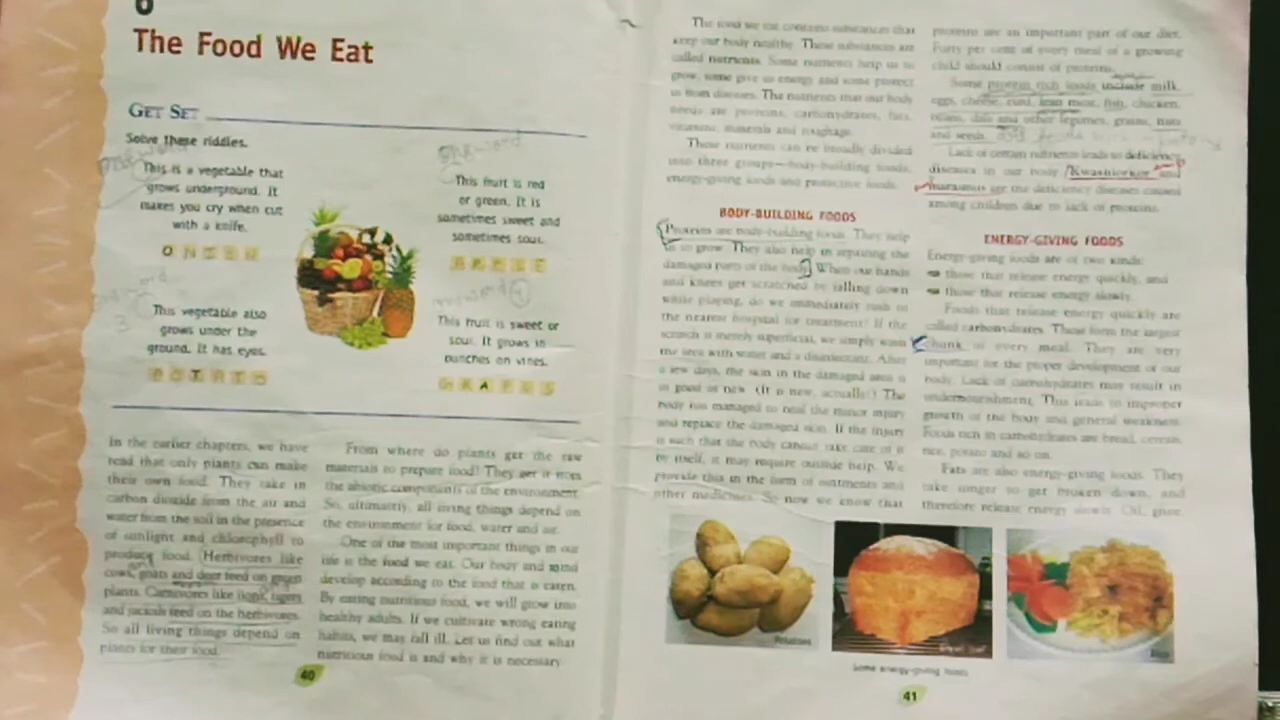 6
The Food We Eat
GET SET
Solve these riddles.
This is a vegetable that
grows underground. It
makes you cry when cut
with a knife.
ONION
This vegetable also
grows under the
ground. It has eyes.
POTATO
This fruit is red
or green. It is
sometimes sweet and
sometimes sour.
This fruit is sweet or
sour. It grows in
bunches on vines.
GRAPES
In the earlier chapters, we have
read that only plants can make
their own food. They take in
carbon dioxide from the air and
water from the soil in the presence
of sunlight and chlorophyll to
produce food. Herbivores like
cows, goats and deer feed on green
plants. Carnivores like lions, tigers
and jackals feed on the herbivores.
So all living things depend on
plants for their food.
From where do plants get the raw
materials to prepare food? They get it from
the abiotic components of the environment.
So, ultimately, all living things depend on
the environment for food, water and air.
One of the most important things in our
life is the food we eat. Our body and mind
develop according to the food that is eaten.
By eating nutritious food, we will grow into
healthy adults. If we cultivate wrong eating
habits, we may fall ill. Let us find out what
nutritious food is and why it is necessary.
40
The food we eat contains substances that
keep our body healthy. These substances are
called nutrients. Some nutrients help us to
grow, some give us energy and some protect
us from diseases. The nutrients that our body
needs are proteins, carbohydrates, fats,
vitamins, minerals and roughage.
These nutrients can be broadly divided
into three groups—body-building foods,
energy-giving foods and protective foods.
BODY-BUILDING FOODS
Proteins are body-building foods. They help
us to grow. They also help in repairing the
damaged parts of the body. When our hands
and knees get scratched by falling down
while playing, do we immediately rush to
the nearest hospital for treatment? If the
scratch is merely superficial, we simply wash
the area with water and a disinfectant. After
a few days, the skin in the damaged area is
as good as new. (It is new, actually!) The
body has managed to heal the minor injury
and replace the damaged skin. If the injury
is such that the body cannot take care of it
by itself, it may require outside help. We
provide this in the form of ointments and
other medicines. So now we know that
proteins are an important part of our diet.
Forty per cent of every meal of a growing
child should consist of proteins.
Some protein rich foods include milk,
eggs, cheese, curd, lean meat, fish, chicken,
beans, dals and other legumes, grains, nuts
and seeds.
Lack of certain nutrients leads to deficiency
diseases in our body. Kwashiorkor and
marasmus are the deficiency diseases caused
among children due to lack of proteins.
ENERGY-GIVING FOODS
Energy-giving foods are of two kinds:
those that release energy quickly, and
those that release energy slowly.
Foods that release energy quickly are
called carbohydrates. These form the largest
chunk of every meal. They are very
important for the proper development of our
body. Lack of carbohydrates may result in
undernourishment. This leads to improper
growth of the body and general weakness.
Foods rich in carbohydrates are bread, cereals,
rice, potato and so on.
Fats are also energy-giving foods. They
take longer to get broken down, and
therefore release energy slowly. Oil, ghee,
Potatoes
Some energy-giving foods
41